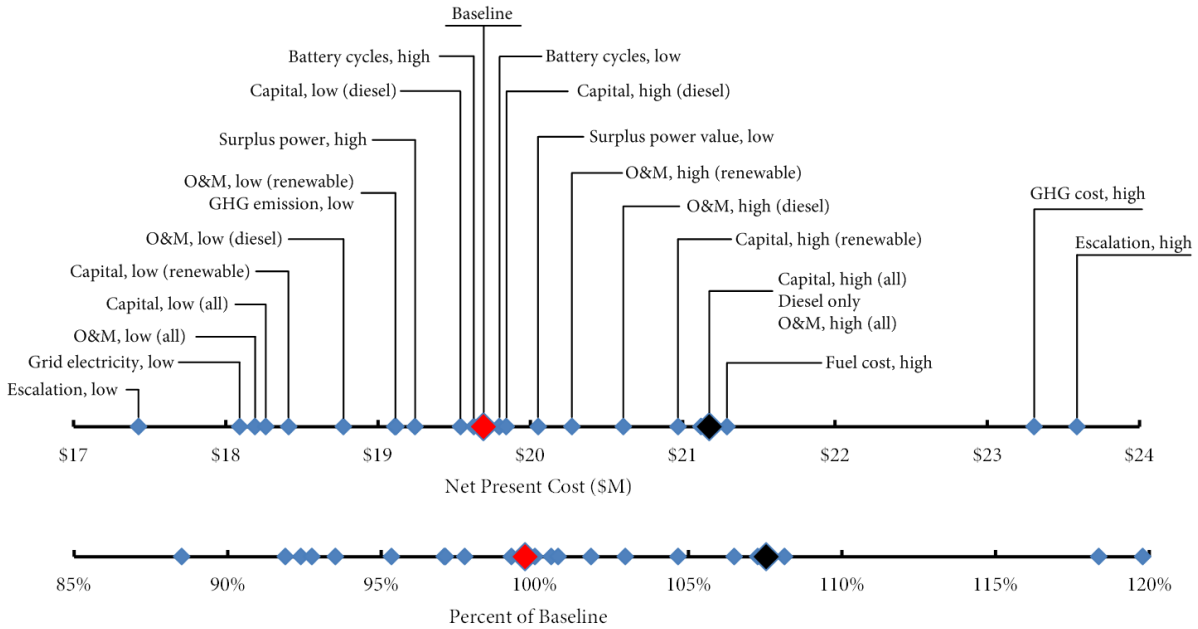 Baseline
Battery cycles, high
Battery cycles, low
Capital, low (diesel)
Capital, high (diesel)
Surplus power, high
Surplus power value, low
O&M, low (renewable)
GHG emission, low
O&M, high (renewable)
GHG cost, high
O&M, high (diesel)
O&M, low (diesel)
Capital, high (renewable)
Escalation, high
Capital, low (renewable)
Capital, high (all)
Diesel only
O&M, high (all)
Capital, low (all)
O&M, low (all)
Grid electricity, low
Fuel cost, high
Escalation, low
$17 $18 $19 $20 $21 $22 $23 $24
Net Present Cost ($M)
85% 90% 95% 100% 105% 110% 115% 120%
Percent of Baseline